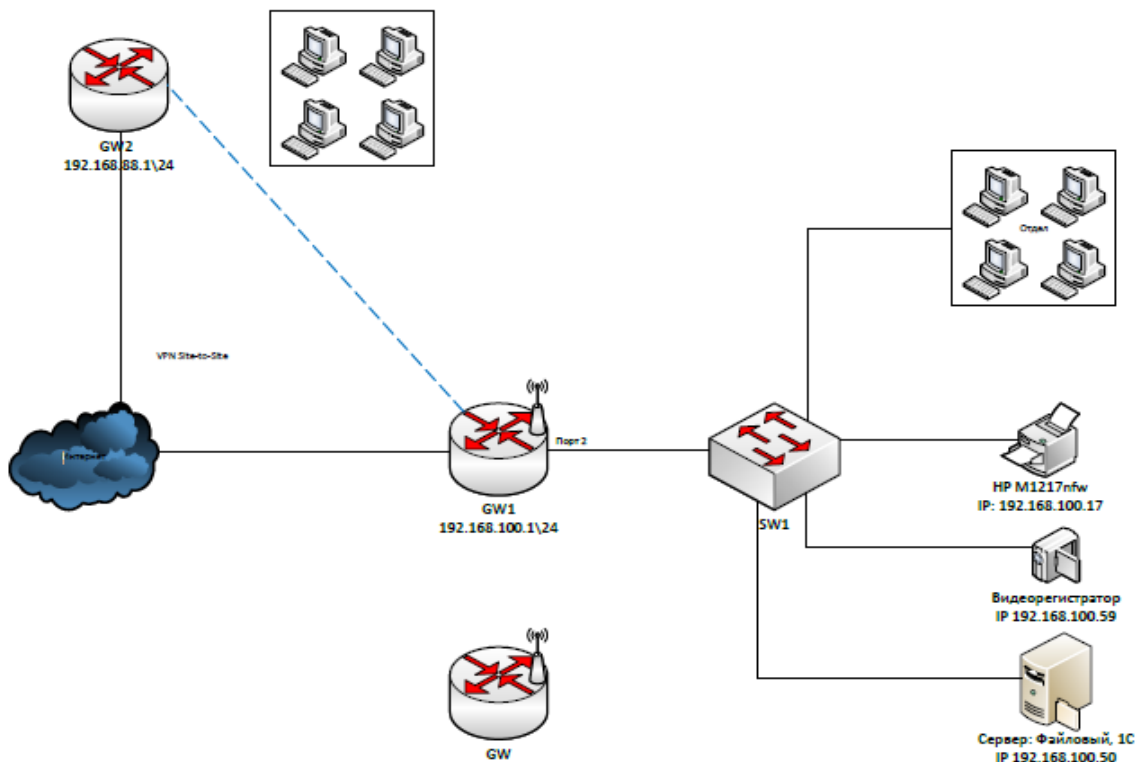 GW2
192.168.88.1\24
Отдел
VPN Site-to-Site
Интернет
Порт 2
GW1
192.168.100.1\24
SW1
HP M1217nfw
IP: 192.168.100.17
Видеорегистратор
IP 192.168.100.59
GW
Сервер: Файловый, 1С
IP 192.168.100.50